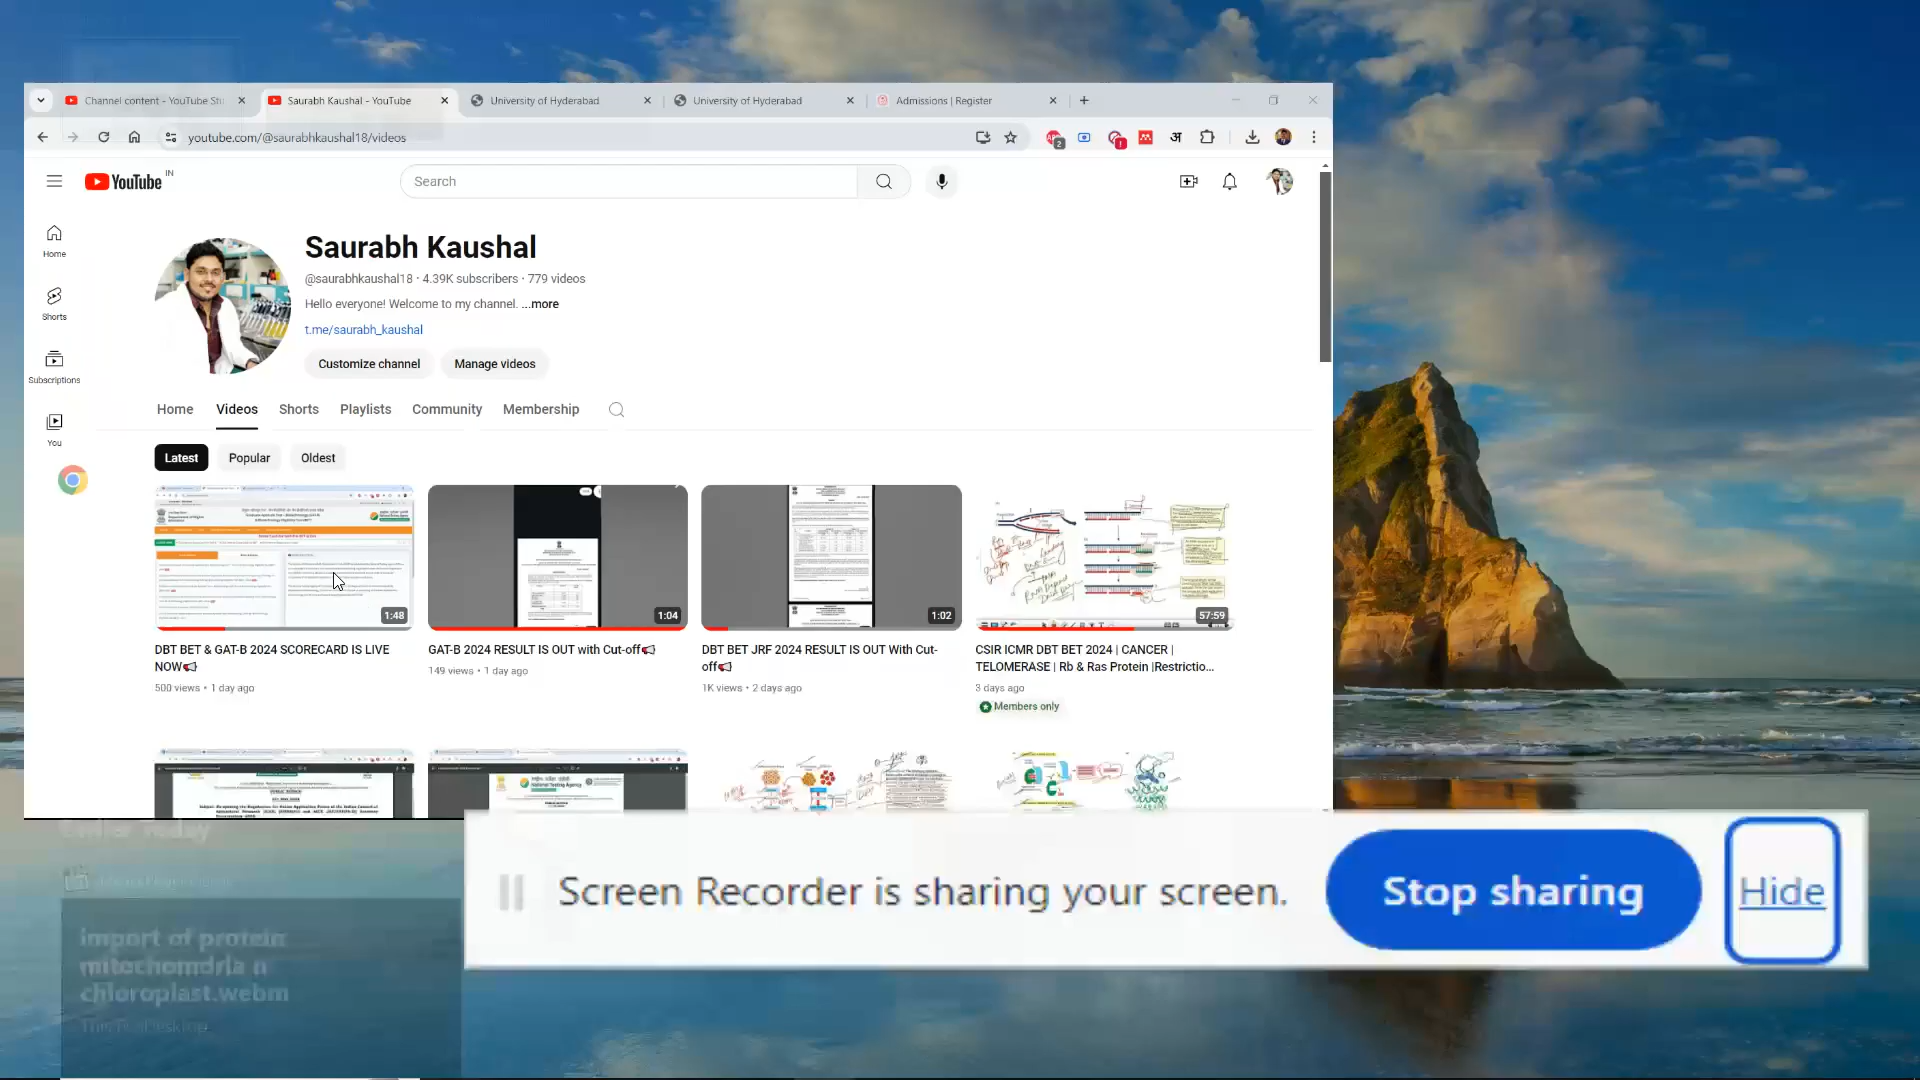 Channel content - YouTube Stu
Saurabh Kaushal - YouTube
University of Hyderabad
University of Hyderabad
Admissions | Register
youtube.com/@saurabhkaushal18/videos
2
YouTube IN
Search
Home
Shorts
Subscriptions
You
Saurabh Kaushal
@saurabhkaushal18 · 4.39K subscribers · 779 videos
Hello everyone! Welcome to my channel. ...more
t.me/saurabh_kaushal
Customize channel
Manage videos
Home
Videos
Shorts
Playlists
Community
Membership
Latest
Popular
Oldest
1:48
1:04
1:02
57:59
DBT BET & GAT-B 2024 SCORECARD IS LIVE
NOW📢
500 views • 1 day ago
GAT-B 2024 RESULT IS OUT with Cut-off📢
149 views • 1 day ago
DBT BET JRF 2024 RESULT IS OUT With Cut-
off📢
1K views • 2 days ago
CSIR ICMR DBT BET 2024 | CANCER |
TELOMERASE | Rb & Ras Protein |Restrictio...
3 days ago
Members only
Screen Recorder is sharing your screen.
Stop sharing
Hide
Earlier Today
import of protein
mitochomdria n
chloroplast.webm
This PC\Desktop